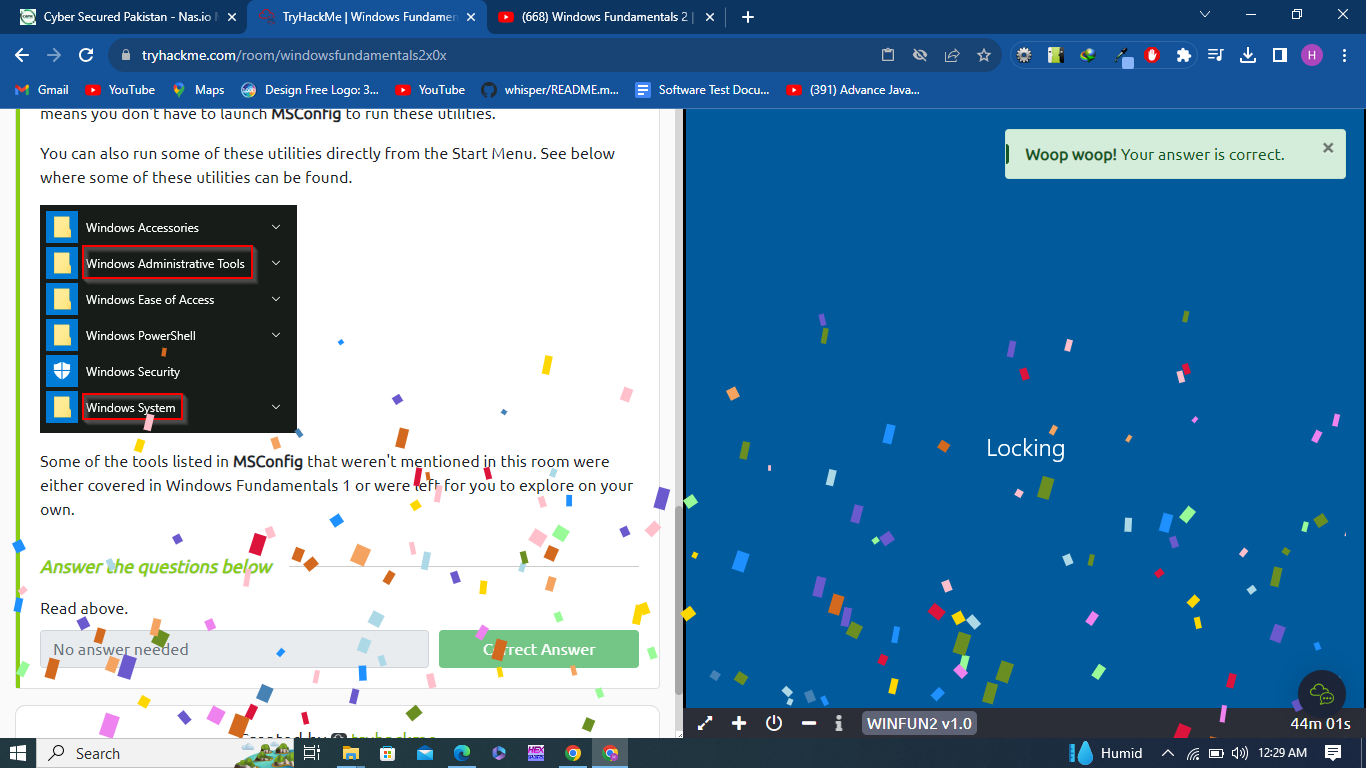 Cyber Secured Pakistan - Nas.io
TryHackMe | Windows Fundamen
(668) Windows Fundamentals 2 |
tryhackme.com/room/windowsfundamentals2x0x
H
Gmail
YouTube
Maps
Design Free Logo: 3...
YouTube
whisper/README.m...
Software Test Docu...
(391) Advance Java...
means you don't have to launch MSConfig to run these utilities.
You can also run some of these utilities directly from the Start Menu. See below
where some of these utilities can be found.
Windows Accessories
Windows Administrative Tools
Windows Ease of Access
Windows PowerShell
Windows Security
Windows System
Some of the tools listed in MSConfig that weren't mentioned in this room were
either covered in Windows Fundamentals 1 or were left for you to explore on your
own.
Answer the questions below
Read above.
No answer needed
Correct Answer
Created by tryhackme
Woop woop! Your answer is correct.
Locking
WINFUN2 v1.0
44m 01s
Search
Humid
12:29 AM